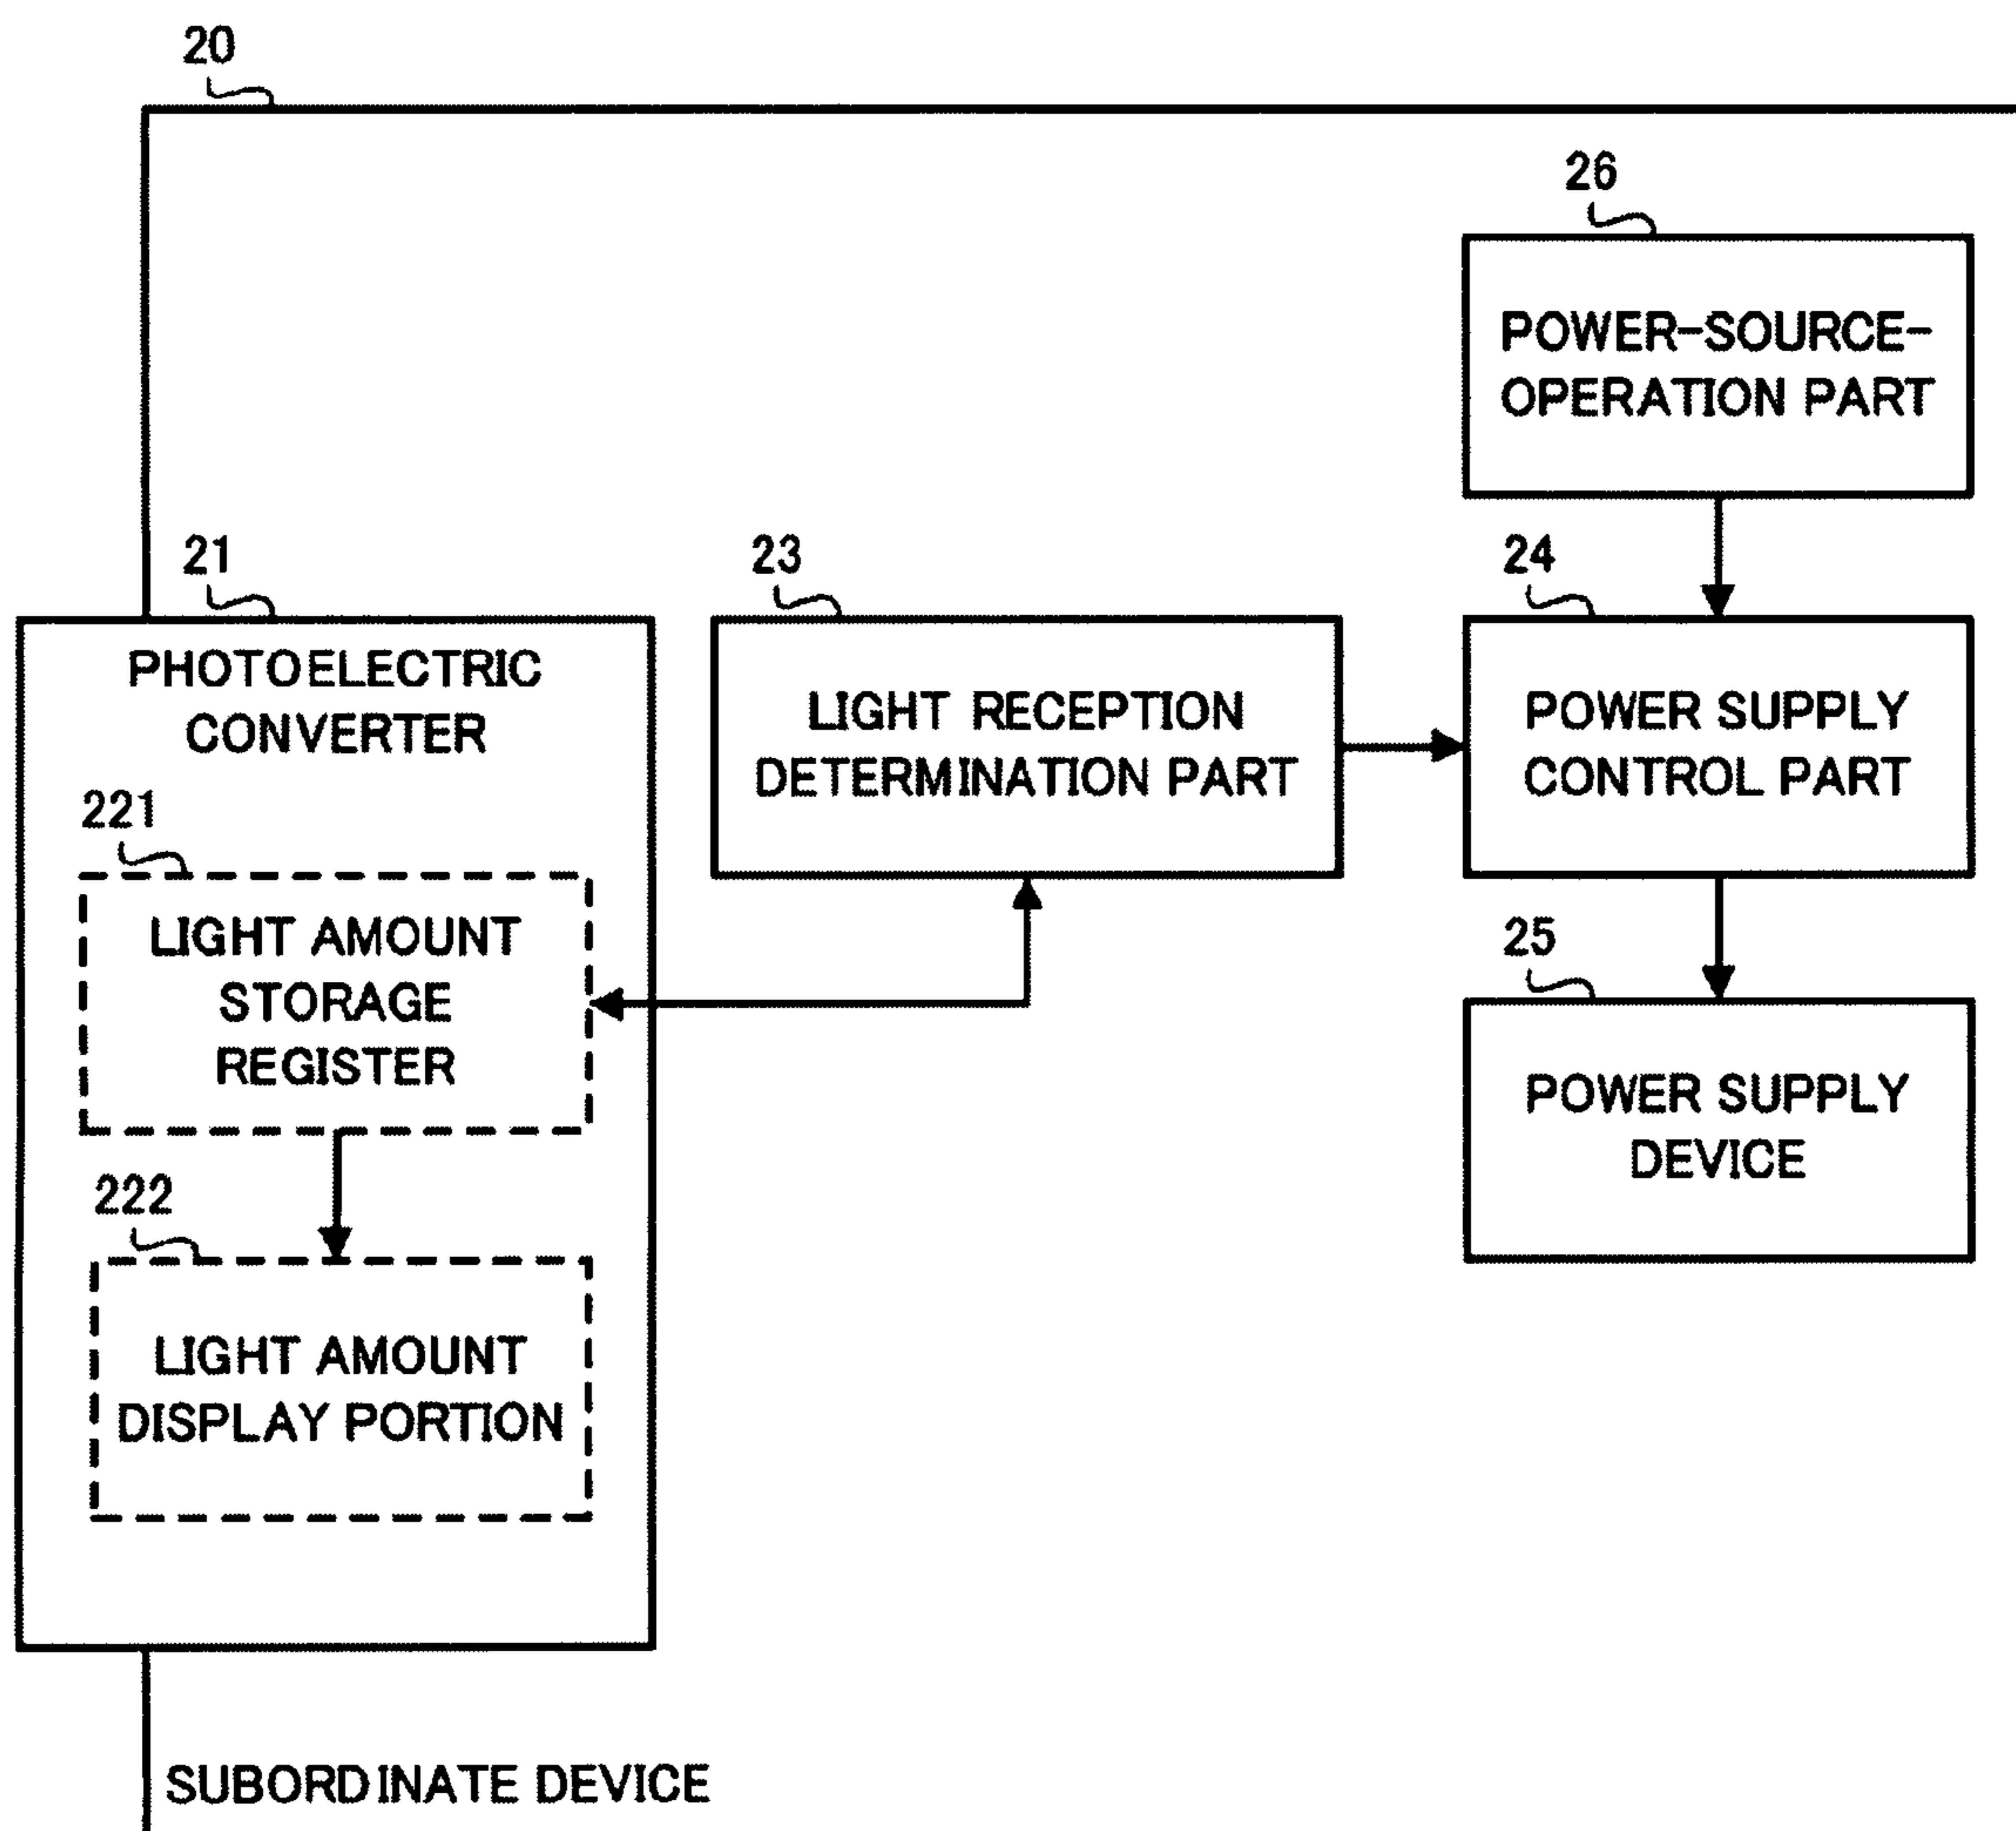 20
26
POWER-SOURCE-
OPERATION PART
21
23
24
PHOTOELECTRIC
CONVERTER
LIGHT RECEPTION
DETERMINATION PART
POWER SUPPLY
CONTROL PART
221
LIGHT AMOUNT
STORAGE
REGISTER
25
POWER SUPPLY
DEVICE
222
LIGHT AMOUNT
DISPLAY PORTION
SUBORDINATE DEVICE